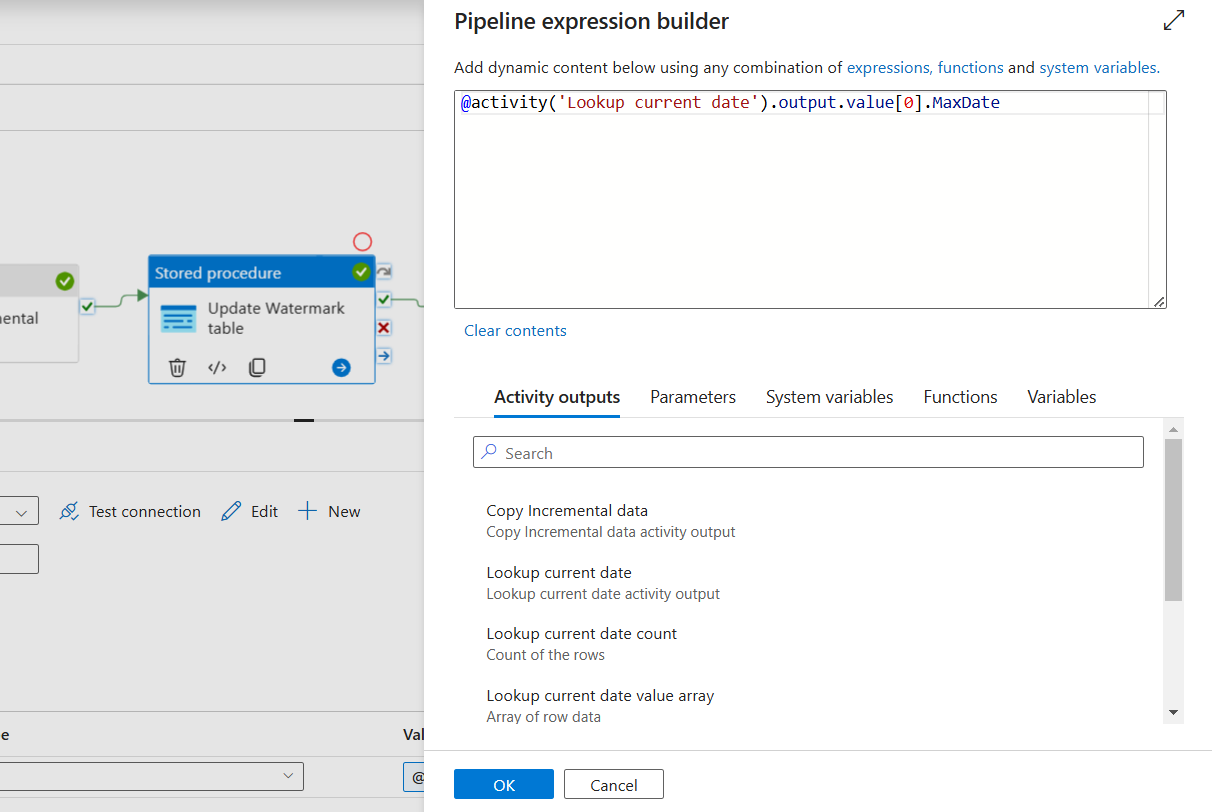 Pipeline expression builder
Add dynamic content below using any combination of expressions, functions and system variables.
@activity('Lookup current date').output.value[0].MaxDate
Clear contents
Activity outputs Parameters System variables Functions Variables
Search
Copy Incremental data
Copy Incremental data activity output
Lookup current date
Lookup current date activity output
Lookup current date count
Count of the rows
Lookup current date value array
Array of row data
OK Cancel
ental
Stored procedure
Update Watermark
table
Test connection Edit New
e Val
@